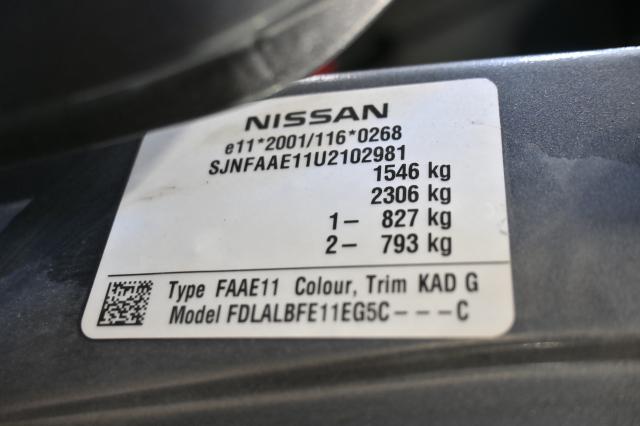 NISSAN
e11*2001/116*0268
SJNFAAE11U2102981
1546 kg
2306 kg
1– 827 kg
2– 793 kg
Type FAAE11 Colour, Trim KAD G
Model FDLALBFE11EG5C– – –C